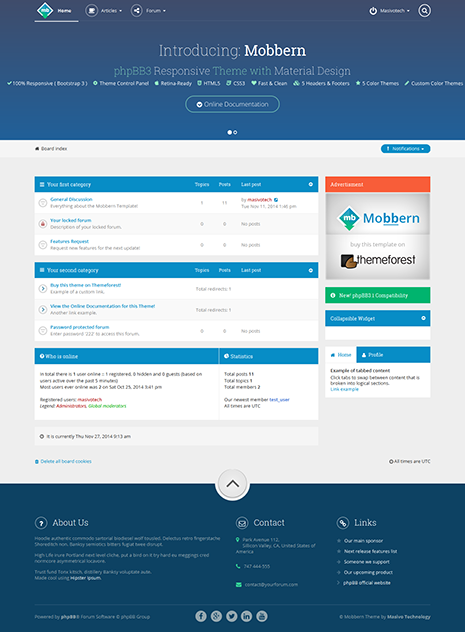 mb
Home
Articles
Forum
Masivotech
Introducing: Mobbern
phpBB3 Responsive Theme with Material Design
100% Responsive ( Bootstrap 3 ) Theme Control Panel Retina-Ready HTML5 CSS3 Fast & Clean 5 Headers & Footers 5 Color Themes Custom Color Themes
Online Documentation
Board index
Notifications
Your first category Topics Posts Last post
General Discussion
Everything about the Mobbern Template!
1 11
by masivotech
Tue Nov 11, 2014 1:46 pm
Your locked forum
Description of your locked forum.
0 0 No posts
Features Request
Request new features for the next update!
0 0 No posts
Your second category Topics Posts Last post
Buy this theme on Themeforest!
Example of a custom link.
Total redirects: 1
View the Online Documentation for this Theme!
Another link example.
Total redirects: 1
Password protected forum
Enter password '222' to access this forum.
0 0 No posts
Who is online
In total there is 1 user online :: 1 registered, 0 hidden and 0 guests (based on
users active over the past 5 minutes)
Most users ever online was 2 on Sat Oct 25, 2014 3:41 pm
Registered users: masivotech
Legend: Administrators, Global moderators
Statistics
Total posts 11
Total topics 1
Total members 2
Our newest member test_user
All times are UTC
It is currently Thu Nov 27, 2014 9:13 am
Advertisment
mb Mobbern
buy this template on
themeforest
New! phpBB3.1 Compatibility
Collapsible Widget
Home Profile
Example of tabbed content
Click tabs to swap between content that is
broken into logical sections.
Link example
Delete all board cookies
All times are UTC
About Us
Hoodie authentic commodo sartorial biodiesel wolf tousled. Delectus retro fingerstache
Shoreditch non. Banksy semiotics bitters fugiat twee disrupt.
High Life irure Portland next level cliche, put a bird on it try hard eu meggings cred
nonmore asymmetrical ennui.
Trust fund Tonx kitsch, distillery Banksy voluptate aute.
Made cool using Hipster Ipsum.
Contact
Park Avenue 112,
Silicon Valley, CA, United States of
America
747 444 555
contact@yourforum.com
Links
Our main sponsor
Next release features list
Someone we support
Our upcoming product
phpBB official website
Powered by phpBB® Forum Software © phpBB Group
© Mobbern Theme by Masivo Technology